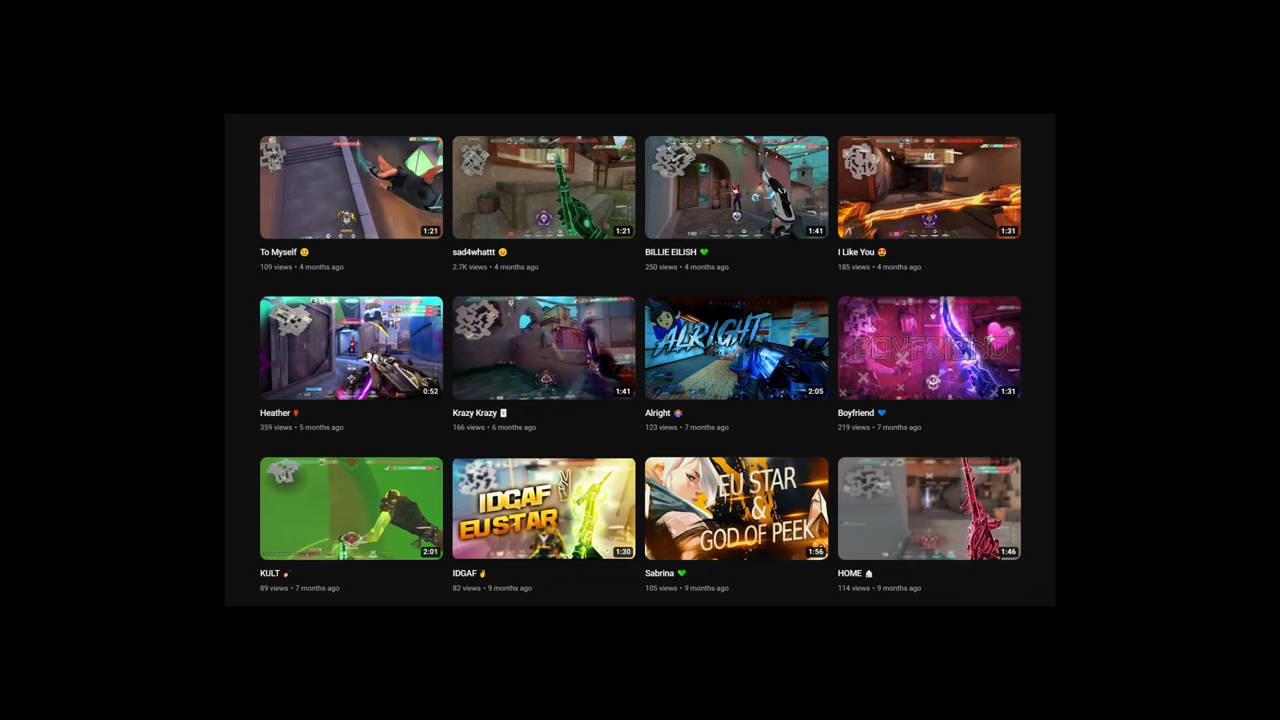 ACE
ACE
1:21
1:21
1:41
1:31
To Myself 😉
sad4whattt 😉
BILLIE EILISH 💚
I Like You 😍
109 views • 4 months ago
2.7K views • 4 months ago
250 views • 4 months ago
185 views • 4 months ago
ALRIGHT
BOYFRIEND
0:52
1:41
2:05
1:31
Heather 🌹
Krazy Krazy 🃏
Alright 🤷‍♀️
Boyfriend 💙
359 views • 5 months ago
166 views • 6 months ago
123 views • 7 months ago
219 views • 7 months ago
IDGAF
EU STAR
EU STAR
&
GOD OF PEEK
2:01
1:30
1:56
1:46
KULT
IDGAF ✌
Sabrina 💚
HOME 🏠
89 views • 7 months ago
82 views • 9 months ago
105 views • 9 months ago
114 views • 9 months ago